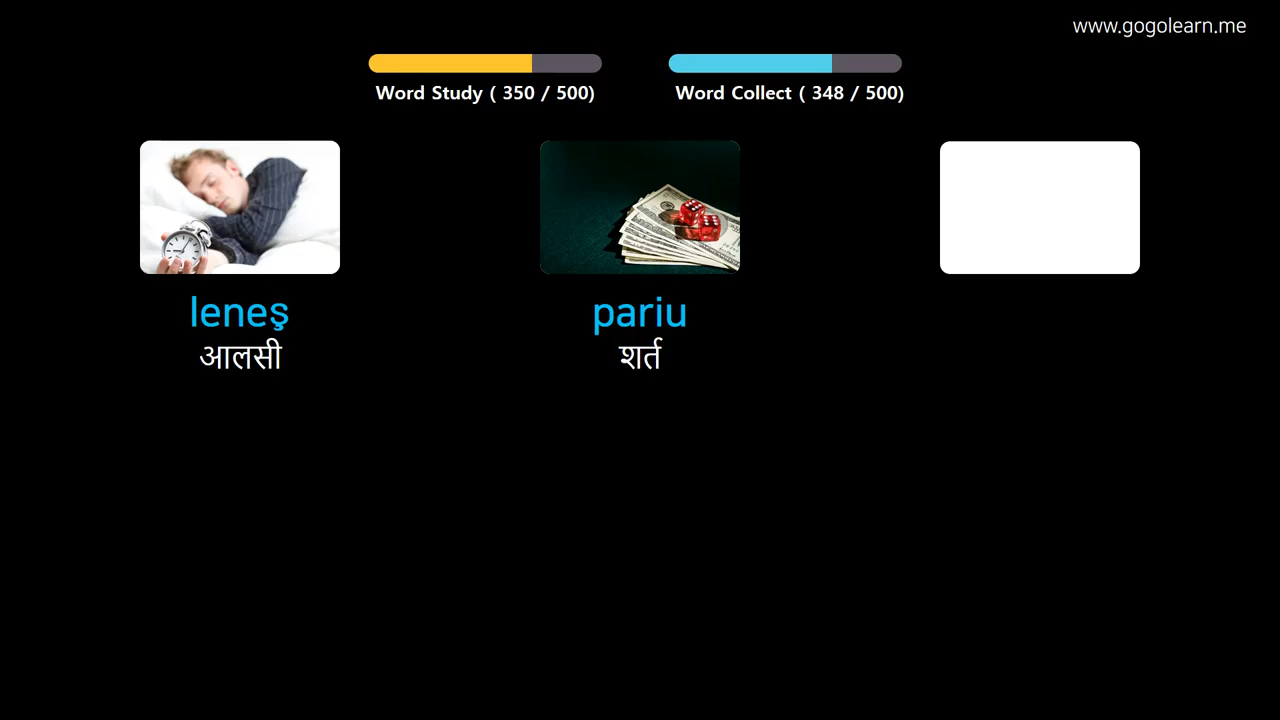 www.gogolearn.me
Word Study ( 350 / 500)
Word Collect ( 348 / 500)
leneş
आलसी
pariu
शर्त